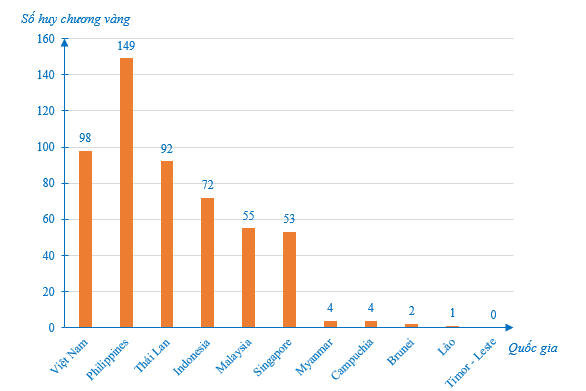 Số huy chương vàng
160
140
120
100
80
60
40
20
0
98
149
92
72
55
53
4
4
2
1
0
Việt Nam
Philippines
Thái Lan
Indonesia
Malaysia
Singapore
Myanmar
Campuchia
Brunei
Lào
Timor - Leste
Quốc gia